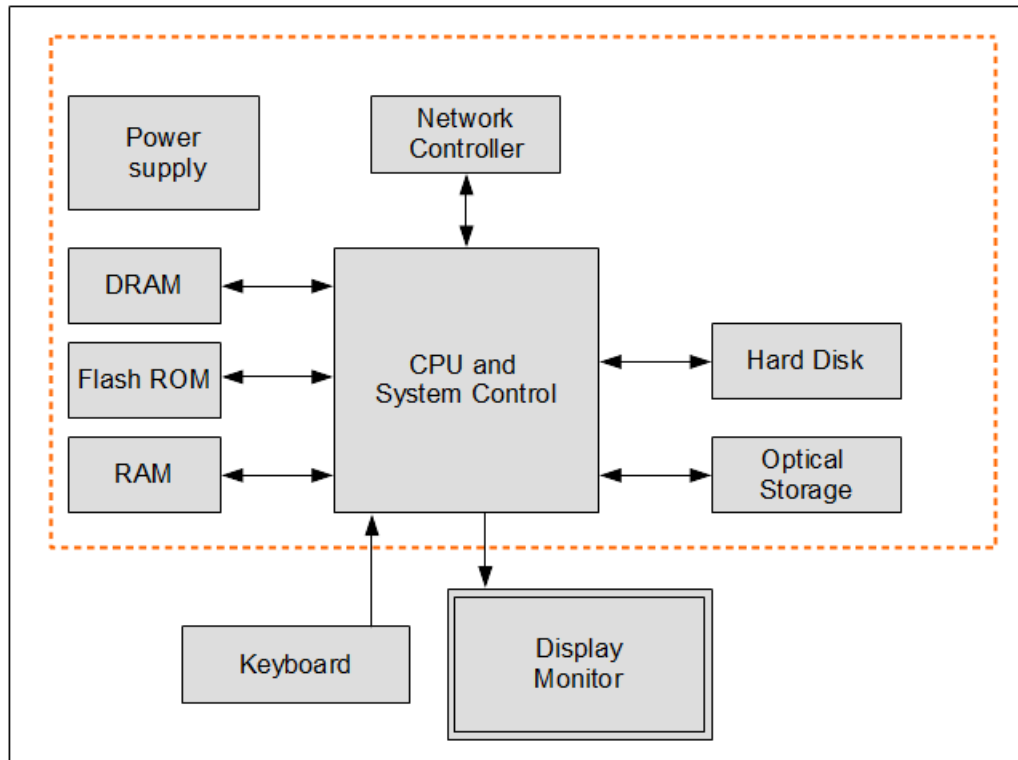 Power
supply
Network
Controller
DRAM
Flash ROM
RAM
CPU and
System Control
Hard Disk
Optical
Storage
Keyboard
Display
Monitor